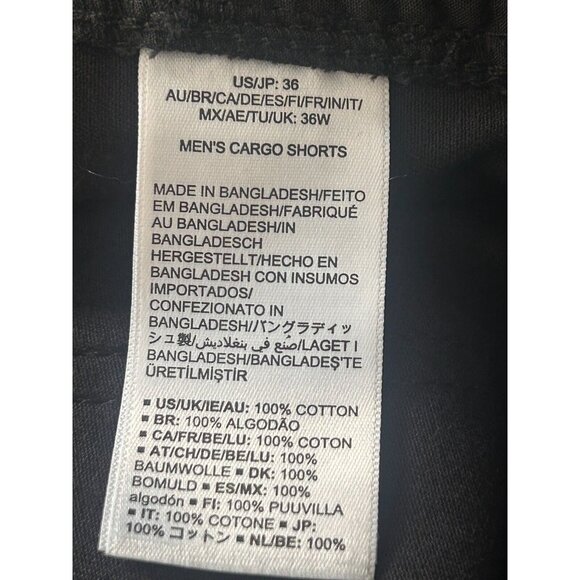 US/JP: 36
AU/BR/CA/DE/ES/FI/FR/IN/IT/
MX/AE/TU/UK: 36W
MEN'S CARGO SHORTS
MADE IN BANGLADESH/FEITO
EM BANGLADESH/FABRIQUÉ
AU BANGLADESH/IN
BANGLADESCH
HERGESTELLT/HECHO EN
BANGLADESH CON INSUMOS
IMPORTADOS/
CONFEZIONATO IN
BANGLADESH/バングラディッ
シュ製/صنع في بنغلاديش/LAGET I
BANGLADESH/BANGLADEŞ'TE
ÜRETİLMİŞTİR
▪ US/UK/IE/AU: 100% COTTON
▪ BR: 100% ALGODÃO
▪ CA/FR/BE/LU: 100% COTON
▪ AT/CH/DE/BE/LU: 100%
BAUMWOLLE ▪ DK: 100%
BOMULD ▪ ES/MX: 100%
algodón ▪ FI: 100% PUUVILLA
▪ IT: 100% COTONE ▪ JP:
100% コットン ▪ NL/BE: 100%